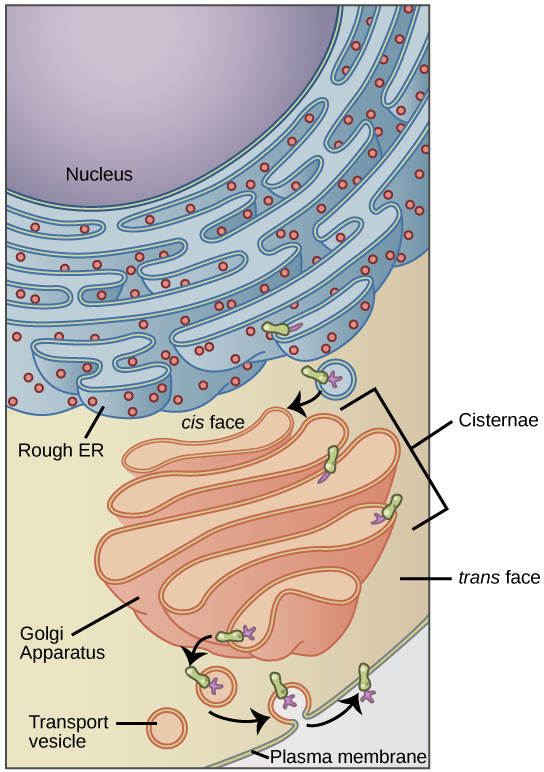 Nucleus
cis face
Cisternae
Rough ER
trans face
Golgi
Apparatus
Transport
vesicle
Plasma membrane